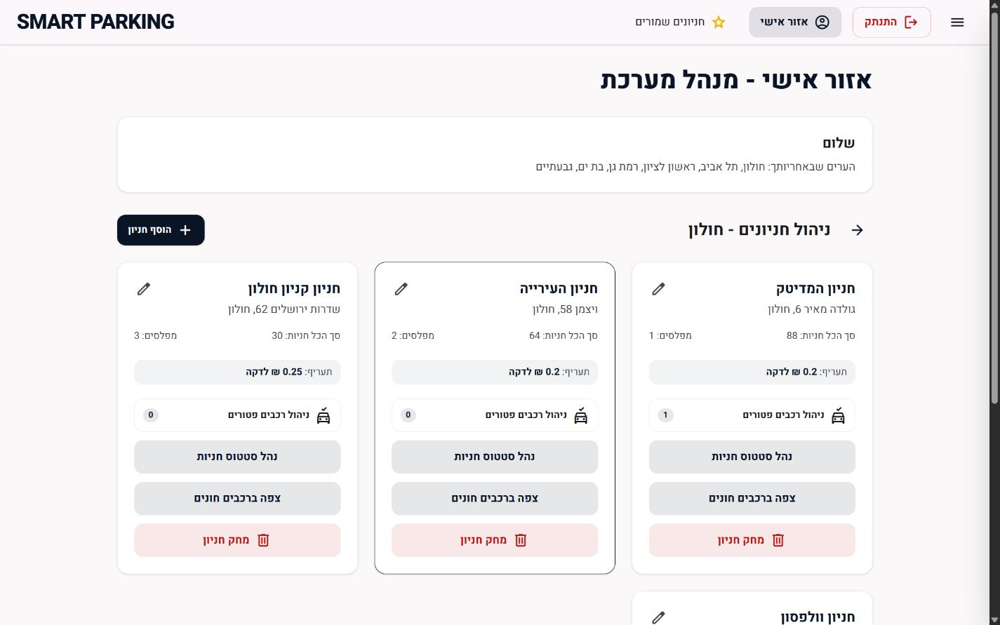 SMART PARKING
התנתק
אזור אישי
חניונים שמורים
אזור אישי - מנהל מערכת
שלום
הערים שבאחריותך: חולון, תל אביב, ראשון לציון, רמת גן, בת ים, גבעתיים
ניהול חניונים - חולון
הוסף חניון
חניון המדיטק
גולדה מאיר 6, חולון
סך הכל חניות: 88
מפלסים: 1
תעריף: 0.2 ₪ לדקה
ניהול רכבים פטורים
1
נהל סטטוס חניות
צפה ברכבים חונים
מחק חניון
חניון העירייה
ויצמן 58, חולון
סך הכל חניות: 64
מפלסים: 2
תעריף: 0.2 ₪ לדקה
ניהול רכבים פטורים
0
נהל סטטוס חניות
צפה ברכבים חונים
מחק חניון
חניון קניון חולון
שדרות ירושלים 62, חולון
סך הכל חניות: 30
מפלסים: 3
תעריף: 0.25 ₪ לדקה
ניהול רכבים פטורים
0
נהל סטטוס חניות
צפה ברכבים חונים
מחק חניון
חניון וולפסון